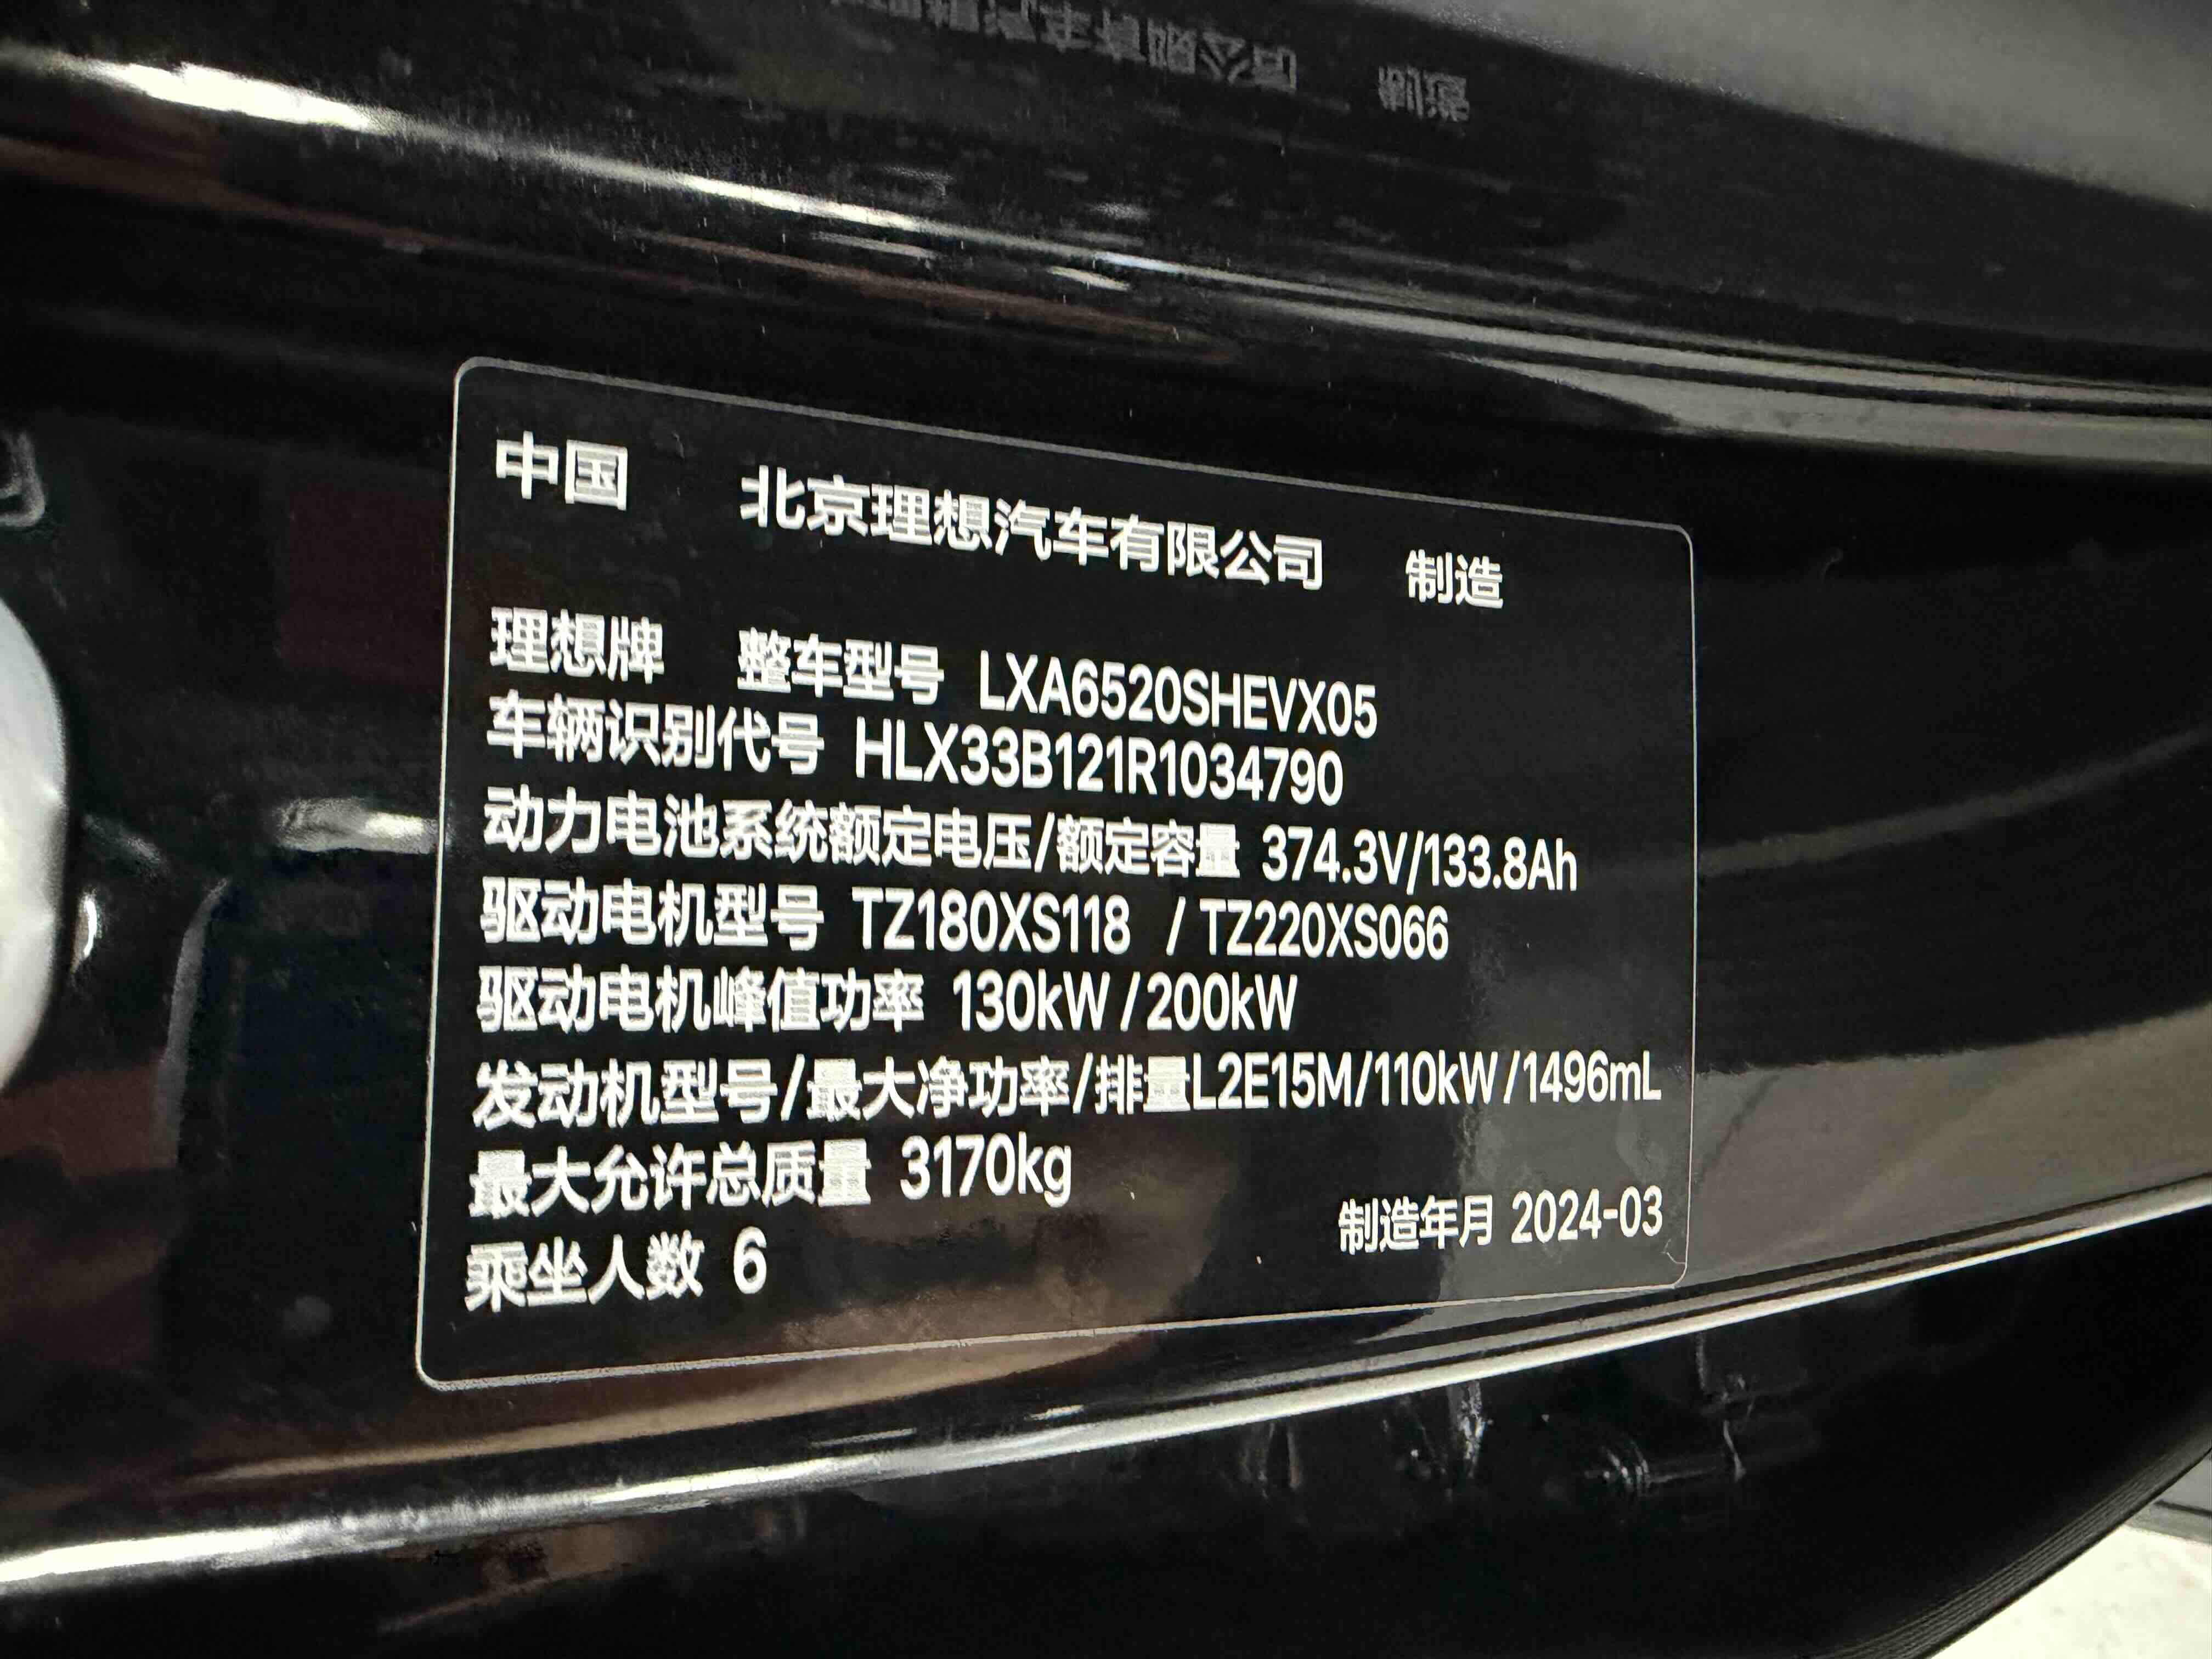 中国 北京理想汽车有限公司 制造
理想牌 整车型号 LXA6520SHEVX05
车辆识别代号 HLX33B121R1034790
动力电池系统额定电压/额定容量 374.3V/133.8Ah
驱动电机型号 TZ180XS118 / TZ220XS066
驱动电机峰值功率 130kW / 200kW
发动机型号/最大净功率/排量L2E15M/110kW/1496mL
最大允许总质量 3170kg
乘坐人数 6
制造年月 2024-03